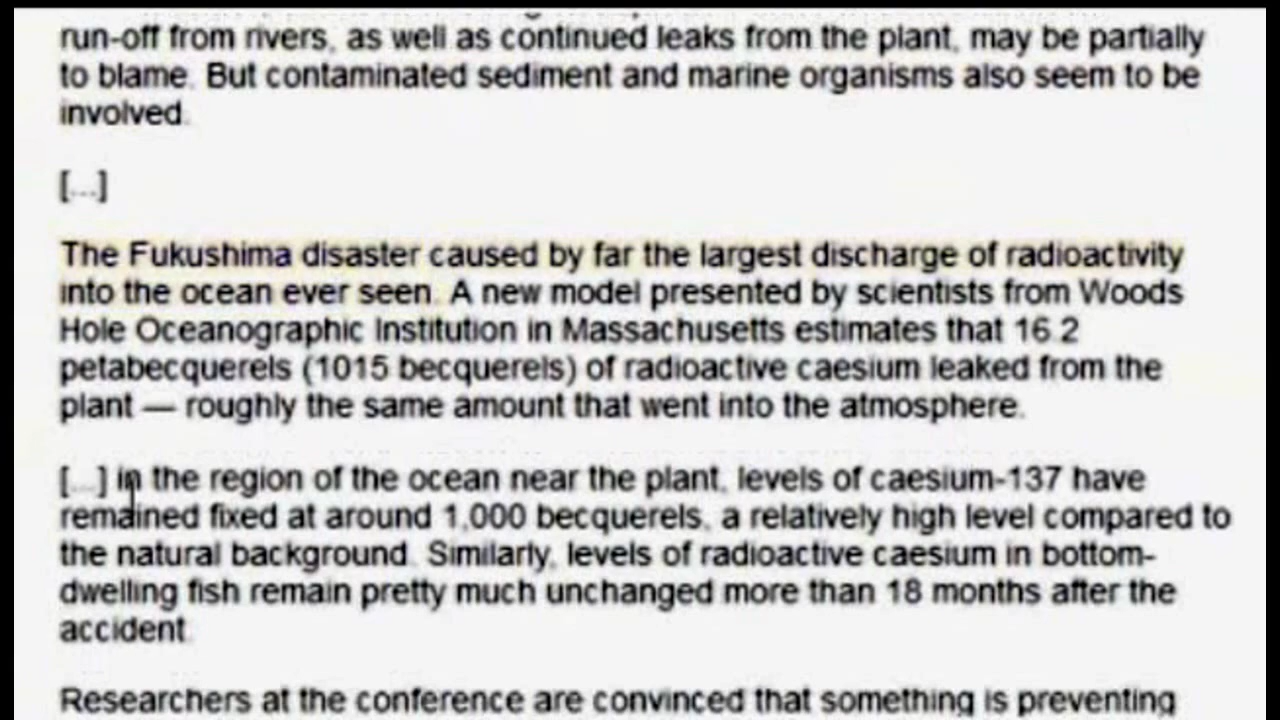 run-off from rivers, as well as continued leaks from the plant, may be partially
to blame. But contaminated sediment and marine organisms also seem to be
involved.
[...]
The Fukushima disaster caused by far the largest discharge of radioactivity
into the ocean ever seen. A new model presented by scientists from Woods
Hole Oceanographic Institution in Massachusetts estimates that 16.2
petabecquerels (1015 becquerels) of radioactive caesium leaked from the
plant — roughly the same amount that went into the atmosphere.
[...] in the region of the ocean near the plant, levels of caesium-137 have
remained fixed at around 1,000 becquerels, a relatively high level compared to
the natural background. Similarly, levels of radioactive caesium in bottom-
dwelling fish remain pretty much unchanged more than 18 months after the
accident.
Researchers at the conference are convinced that something is preventing